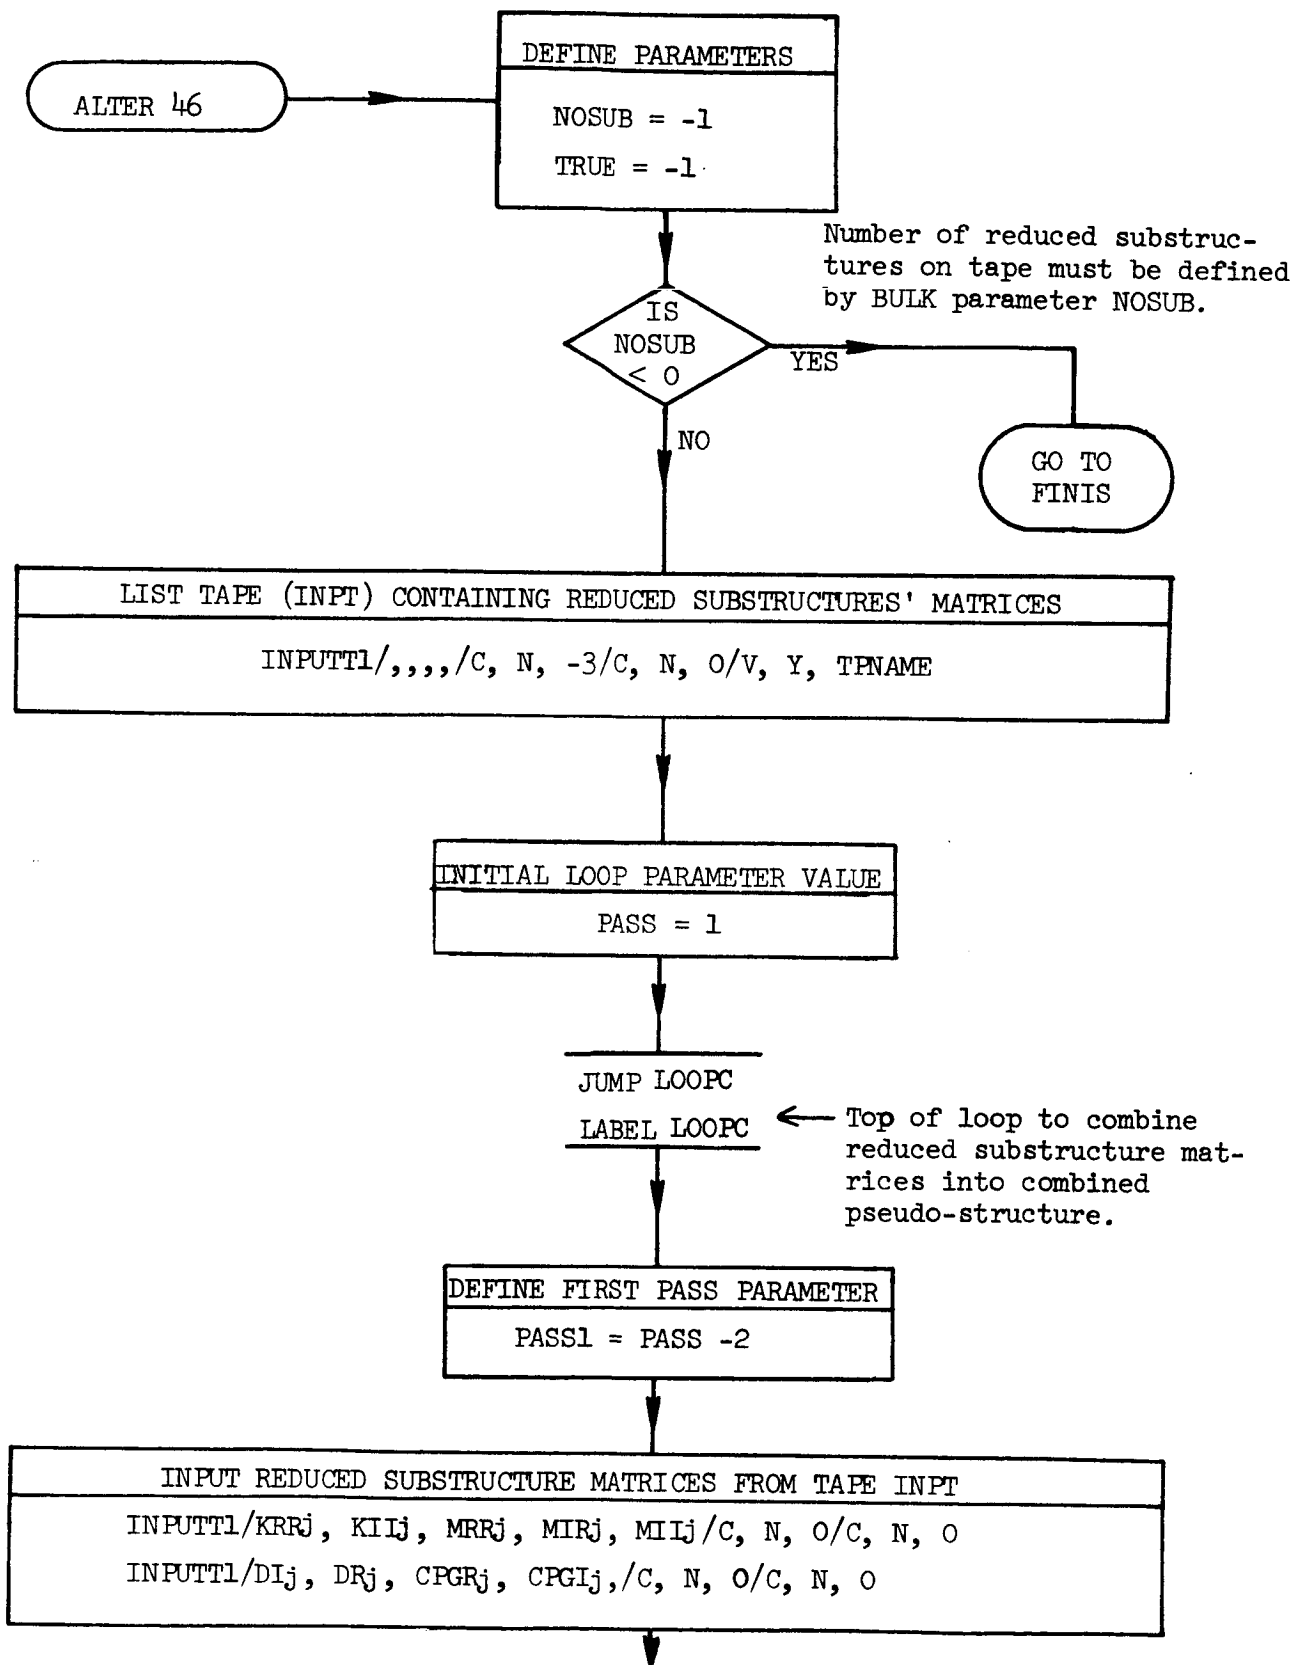 DEFINE PARAMETERS
ALTER 46
NOSUB = -1
TRUE = -1
Number of reduced substruc-
tures on tape must be defined
by BULK parameter NOSUB.
IS
NOSUB
< 0
YES
NO
GO TO
FINIS
LIST TAPE (INPT) CONTAINING REDUCED SUBSTRUCTURES' MATRICES
INPUTT1/,,,,/C, N, -3/C, N, 0/V, Y, TPNAME
INITIAL LOOP PARAMETER VALUE
PASS = 1
JUMP LOOPC
LABEL LOOPC
Top of loop to combine
reduced substructure mat-
rices into combined
pseudo-structure.
DEFINE FIRST PASS PARAMETER
PASS1 = PASS -2
INPUT REDUCED SUBSTRUCTURE MATRICES FROM TAPE INPT
INPUTT1/KRRj, KIIj, MRRj, MIRj, MIIj/C, N, 0/C, N, 0
INPUTT1/DIj, DRj, CPGRj, CPGIj,/C, N, 0/C, N, 0